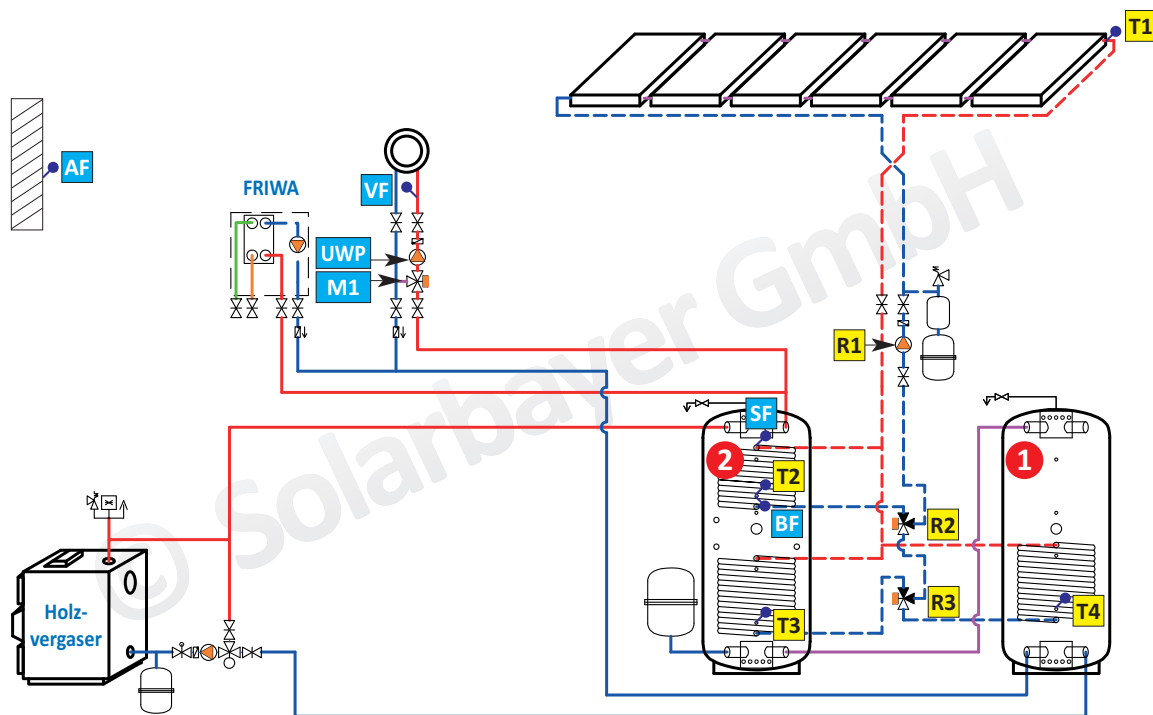 T1
AF
FRIWA
VF
UWP
M1
R1
SF
2
1
T2
BF
R2
Holz-
vergaser
T3
R3
T4
© Solarbayer GmbH